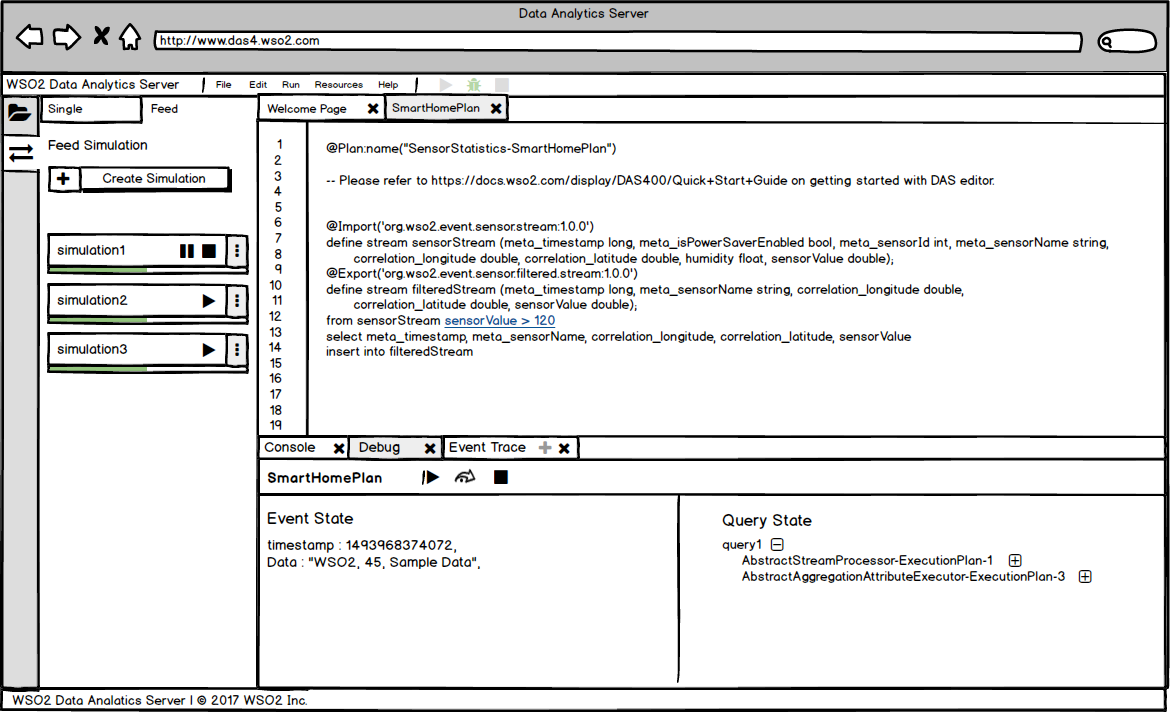 Data Analytics Server
http://www.das4.wso2.com
WSO2 Data Analytics Server
File Edit Run Resources Help
Single Feed
Feed Simulation
Create Simulation
simulation1
simulation2
simulation3
Welcome Page SmartHomePlan
1
2
3
4
5
6
7
8
9
10
11
12
13
14
15
16
17
18
19
@Plan:name("SensorStatistics-SmartHomePlan")
-- Please refer to https://docs.wso2.com/display/DAS400/Quick+Start+Guide on getting started with DAS editor.
@Import('org.wso2.event.sensor.stream:1.0.0')
define stream sensorStream (meta_timestamp long, meta_isPowerSaverEnabled bool, meta_sensorId int, meta_sensorName string,
correlation_longitude double, correlation_latitude double, humidity float, sensorValue double);
@Export('org.wso2.event.sensor.filtered.stream:1.0.0')
define stream filteredStream (meta_timestamp long, meta_sensorName string, correlation_longitude double,
correlation_latitude double, sensorValue double);
from sensorStream sensorValue > 120
select meta_timestamp, meta_sensorName, correlation_longitude, correlation_latitude, sensorValue
insert into filteredStream
Console Debug Event Trace
SmartHomePlan
Event State
timestamp : 1493968374072,
Data : "WSO2, 45, Sample Data",
Query State
query1
AbstractStreamProcessor-ExecutionPlan-1
AbstractAggregationAttributeExecutor-ExecutionPlan-3
WSO2 Data Analatics Server | © 2017 WSO2 Inc.